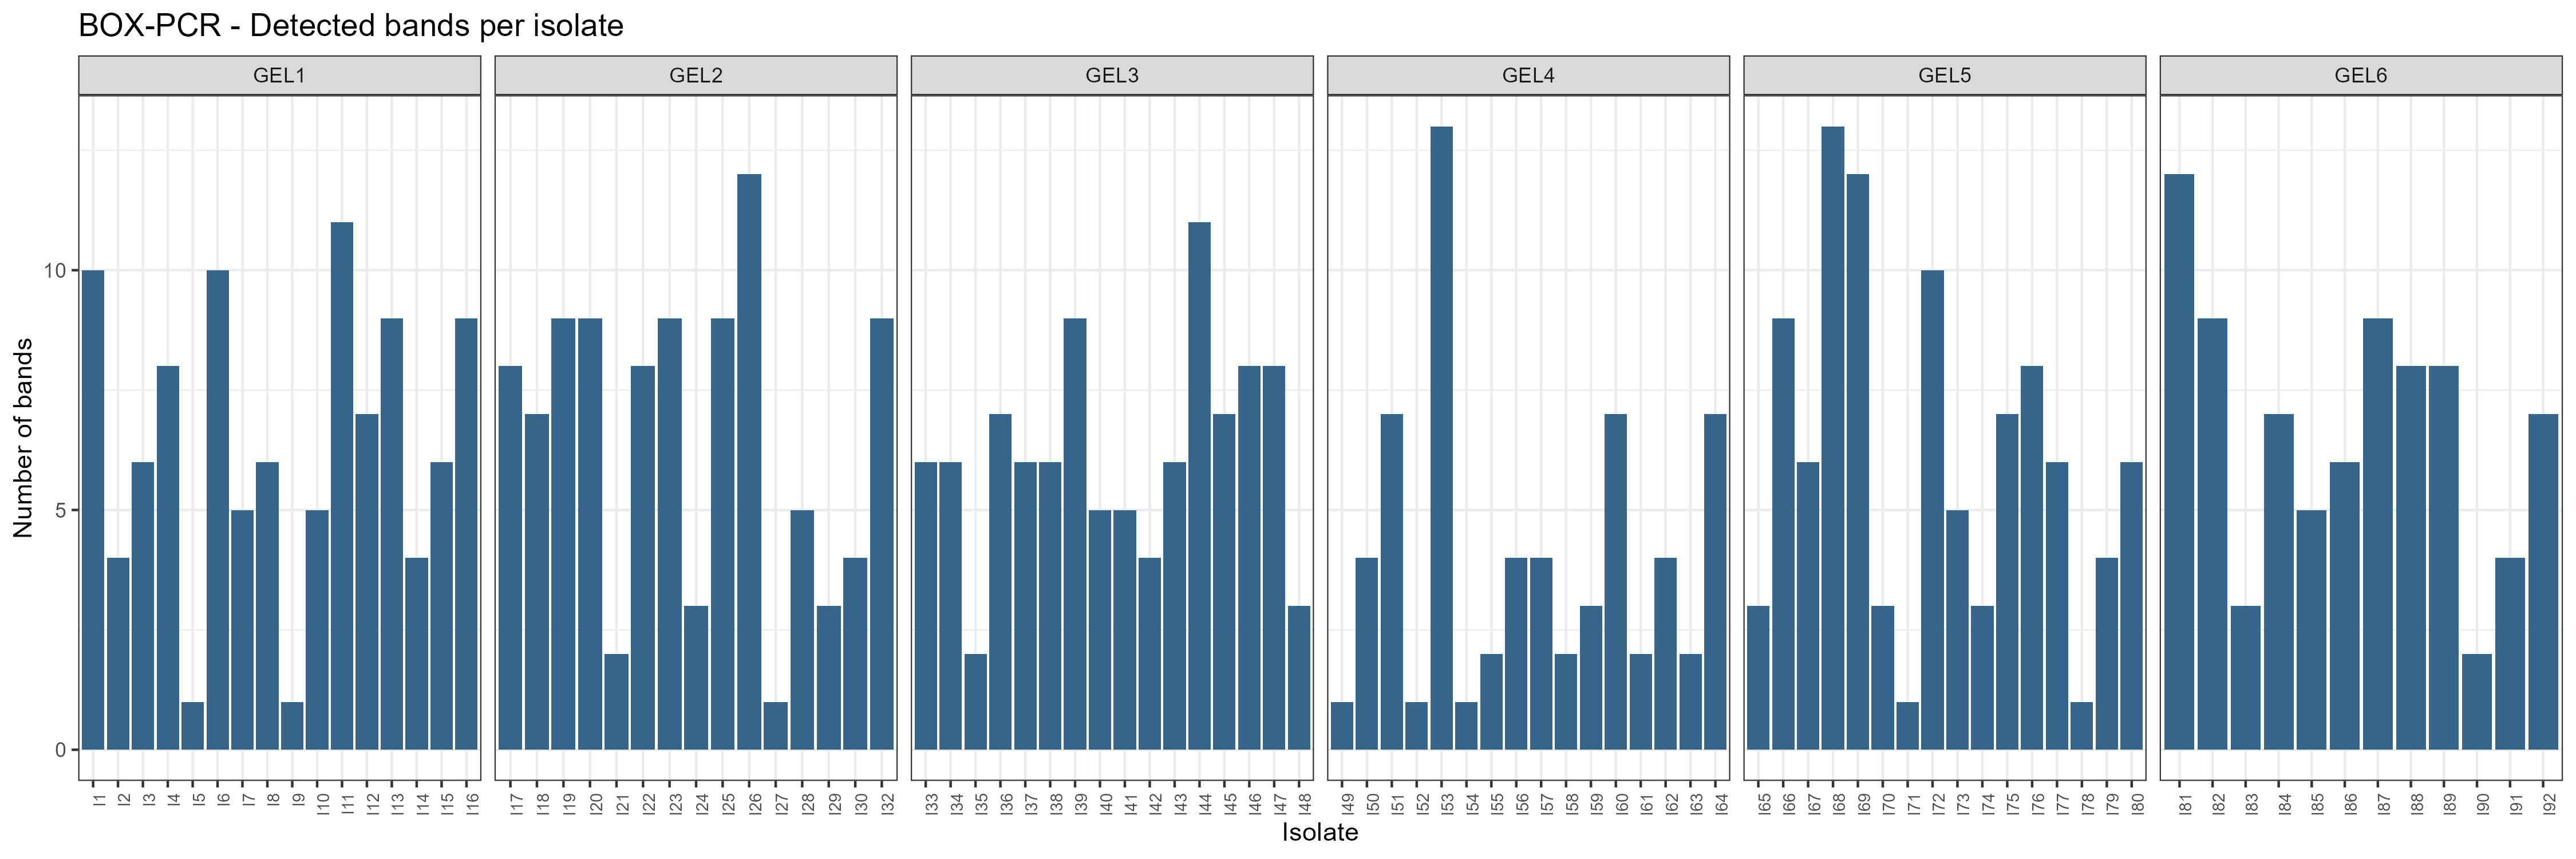 BOX-PCR - Detected bands per isolate
GEL1 GEL2 GEL3 GEL4 GEL5 GEL6
Number of bands
10
5
0
I1 I2 I3 I4 I5 I6 I7 I8 I9 I10 I11 I12 I13 I14 I15 I16 I17 I18 I19 I20 I21 I22 I23 I24 I25 I26 I27 I28 I29 I30 I32 I33 I34 I35 I36 I37 I38 I39 I40 I41 I42 I43 I44 I45 I46 I47 I48 I49 I50 I51 I52 I53 I54 I55 I56 I57 I58 I59 I60 I61 I62 I63 I64 I65 I66 I67 I68 I69 I70 I71 I72 I73 I74 I75 I76 I77 I78 I79 I80 I81 I82 I83 I84 I85 I86 I87 I88 I89 I90 I91 I92
Isolate